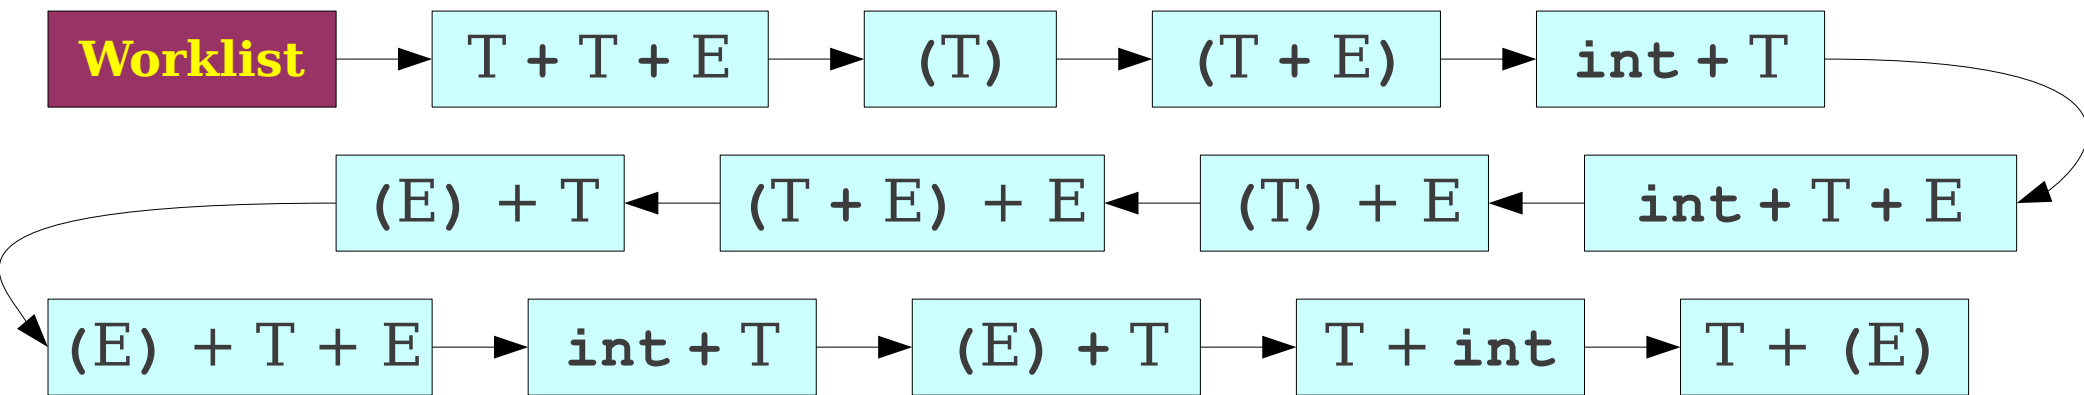 Worklist T + T + E (T) (T + E) int + T
(E) + T (T + E) + E (T) + E int + T + E
(E) + T + E int + T (E) + T T + int T + (E)